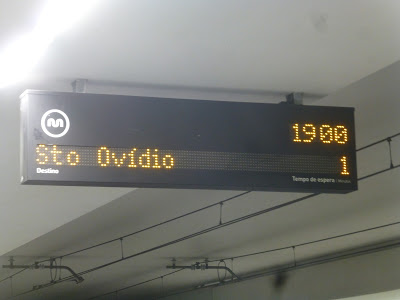 m
1900
Sto Ovídio 1
Destino Tempo de espera